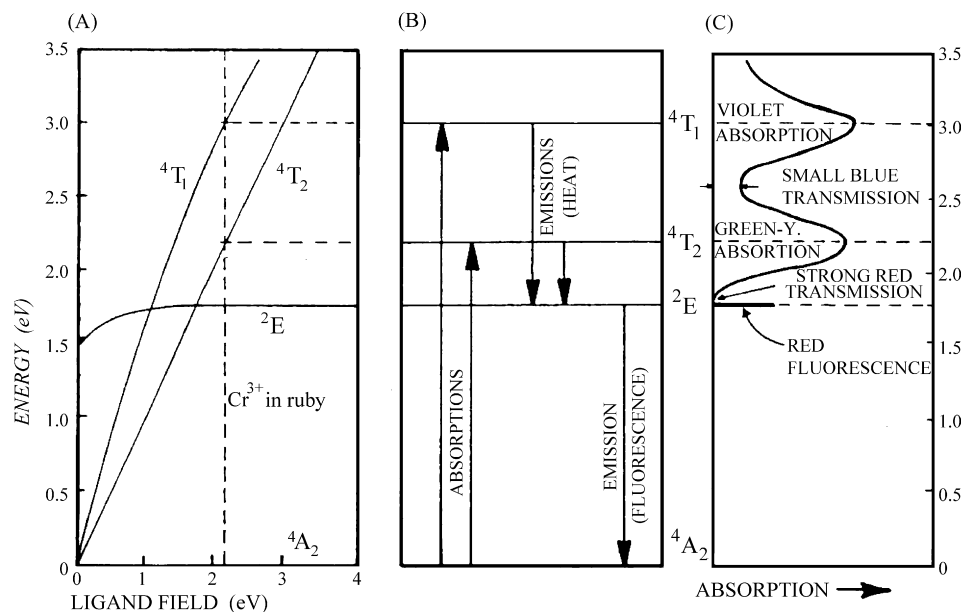 (A)
3.5
3.0
2.5
2.0
1.5
1.0
0.5
0
ENERGY (eV)
⁴T₁
⁴T₂
²E
Cr³⁺ in ruby
⁴A₂
0
1
2
3
4
LIGAND FIELD (eV)
(B)
⁴T₁
⁴T₂
²E
⁴A₂
EMISSIONS
(HEAT)
ABSORPTIONS
EMISSION
(FLUORESCENCE)
(C)
VIOLET
ABSORPTION
SMALL BLUE
TRANSMISSION
GREEN-Y.
ABSORTION
STRONG RED
TRANSMISSION
RED
FLUORESCENCE
3.5
3.0
2.5
2.0
1.5
1.0
0.5
0
ABSORPTION